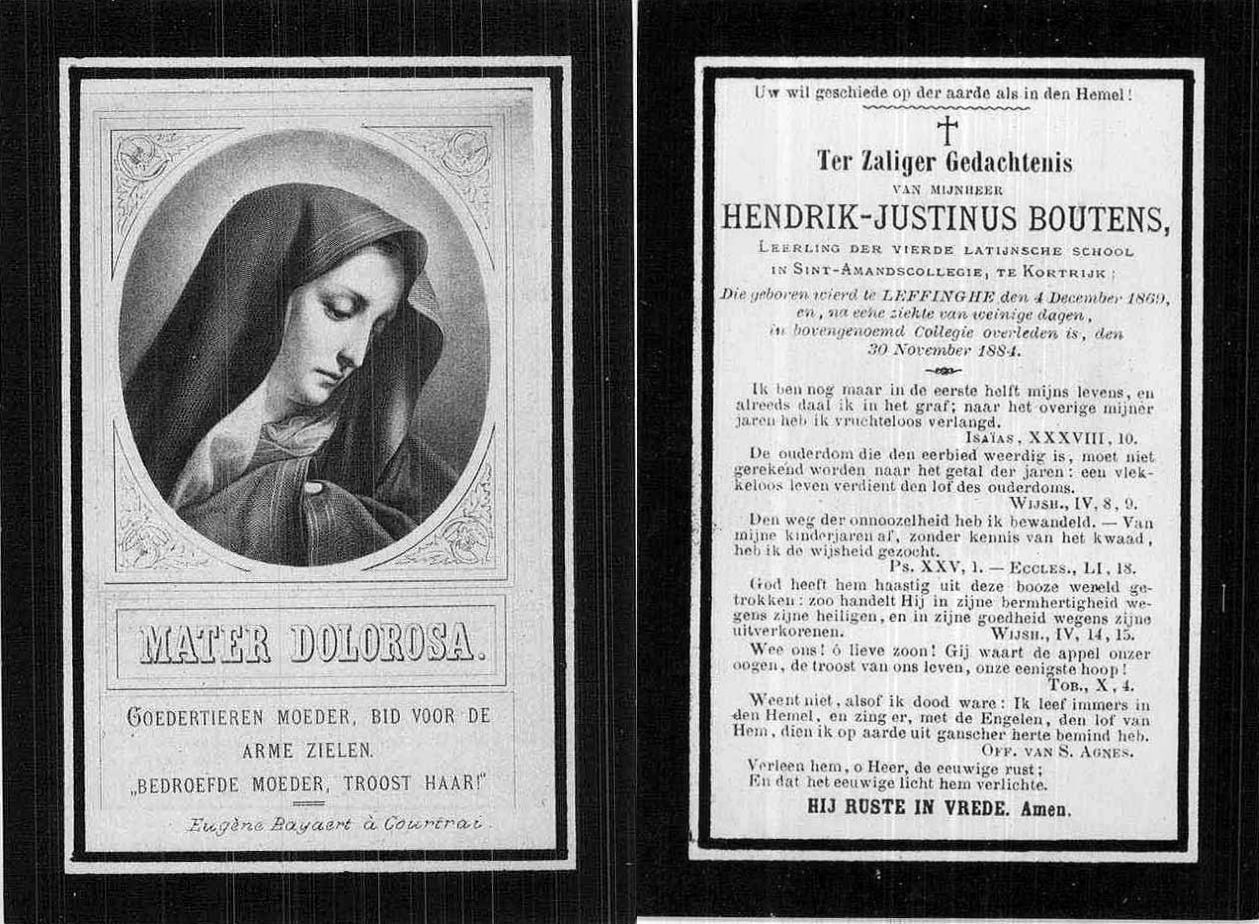 MATER DOLOROSA.
GOEDERTIEREN MOEDER, BID VOOR DE
ARME ZIELEN.
„BEDROEFDE MOEDER, TROOST HAAR!"
Eugène Bayaert à Courtrai.
Uw wil geschiede op der aarde als in den Hemel!
Ter Zaliger Gedachtenis
VAN MIJNHEER
HENDRIK-JUSTINUS BOUTENS,
LEERLING DER VIERDE LATIJNSCHE SCHOOL
IN SINT-AMANDSCOLLEGIE, TE KORTRIJK;
Die geboren wierd te LEFFINGHE den 4 December 1869,
en, na eene ziekte van weinige dagen,
in bovengenoemd Collegie overleden is, den
30 November 1884.
Ik ben nog maar in de eerste helft mijns levens, en
alreeds daal ik in het graf; naar het overige mijner
jaren heb ik vruchteloos verlangd.
ISAÏAS, XXXVIII, 10.
De ouderdom die den eerbied weerdig is, moet niet
gerekend worden naar het getal der jaren: een vlek-
keloos leven verdient den lof des ouderdoms.
WIJSH., IV, 8, 9.
Den weg der onnoozelheid heb ik bewandeld. — Van
mijne kinderjaren af, zonder kennis van het kwaad,
heb ik de wijsheid gezocht.
Ps. XXV, 1. — ECCLES., LI, 18.
God heeft hem haastig uit deze booze wereld ge-
trokken: zoo handelt Hij in zijne bermhertigheid we-
gens zijne heiligen, en in zijne goedheid wegens zijne
uitverkorenen. WIJSH., IV, 14, 15.
Wee ons! ô lieve zoon! Gij waart de appel onzer
oogen, de troost van ons leven, onze eenigste hoop!
TOB., X, 4.
Weent niet, alsof ik dood ware: Ik leef immers in
den Hemel, en zing er, met de Engelen, den lof van
Hem, dien ik op aarde uit ganscher herte bemind heb.
OFF. VAN S. AGNES.
Verleen hem, o Heer, de eeuwige rust;
En dat het eeuwige licht hem verlichte.
HIJ RUSTE IN VREDE. Amen.